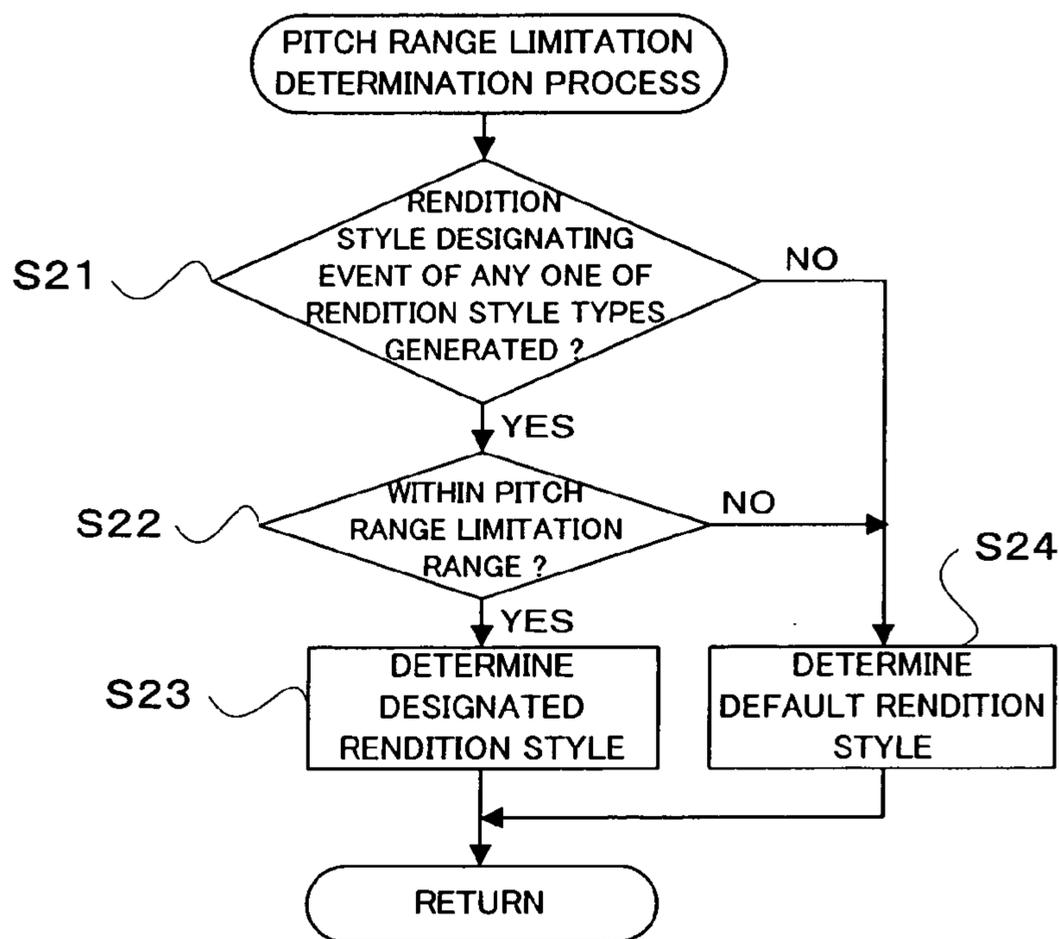 PITCH RANGE LIMITATION
DETERMINATION PROCESS
RENDITION
STYLE DESIGNATING
EVENT OF ANY ONE OF
RENDITION STYLE TYPES
GENERATED ?
S21
NO
YES
WITHIN PITCH
RANGE LIMITATION
RANGE ?
S22
NO
YES
S24
DETERMINE
DESIGNATED
RENDITION STYLE
S23
DETERMINE
DEFAULT RENDITION
STYLE
RETURN